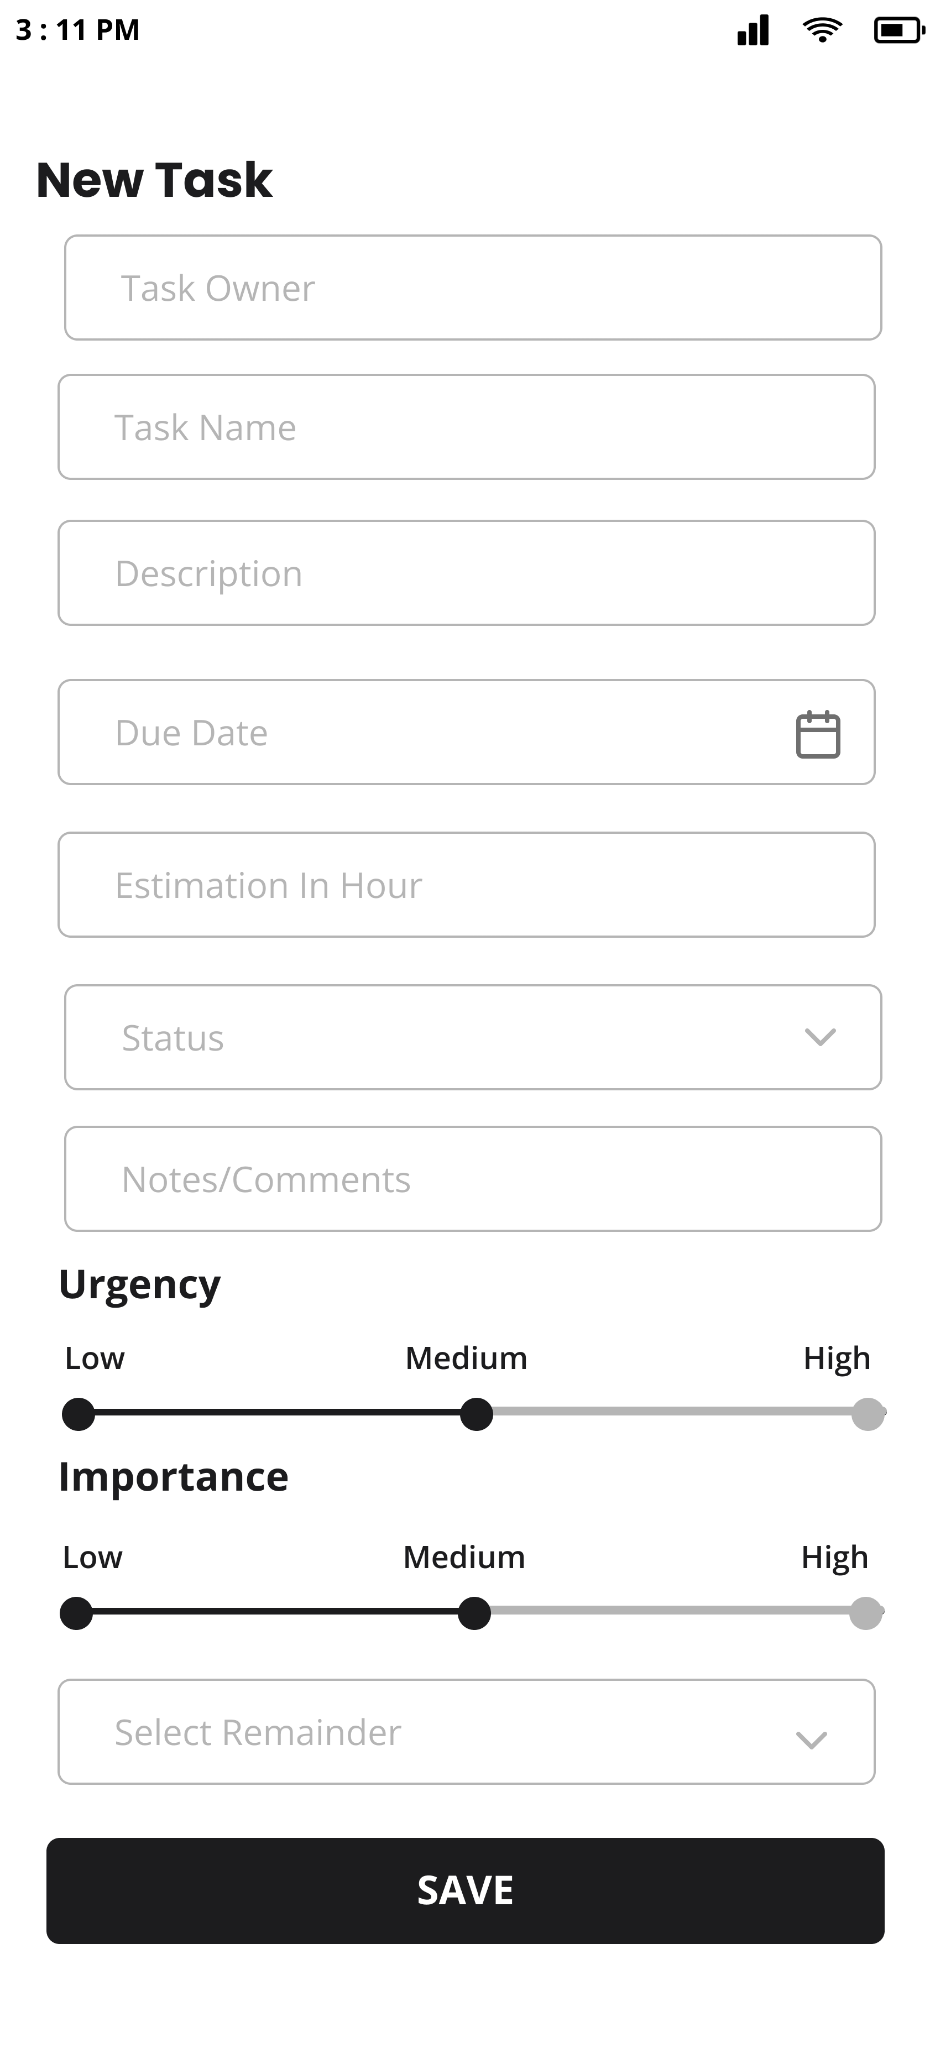 3 : 11 PM
New Task
Task Owner
Task Name
Description
Due Date
Estimation In Hour
Status
Notes/Comments
Urgency
Low Medium High
Importance
Low Medium High
Select Remainder
SAVE